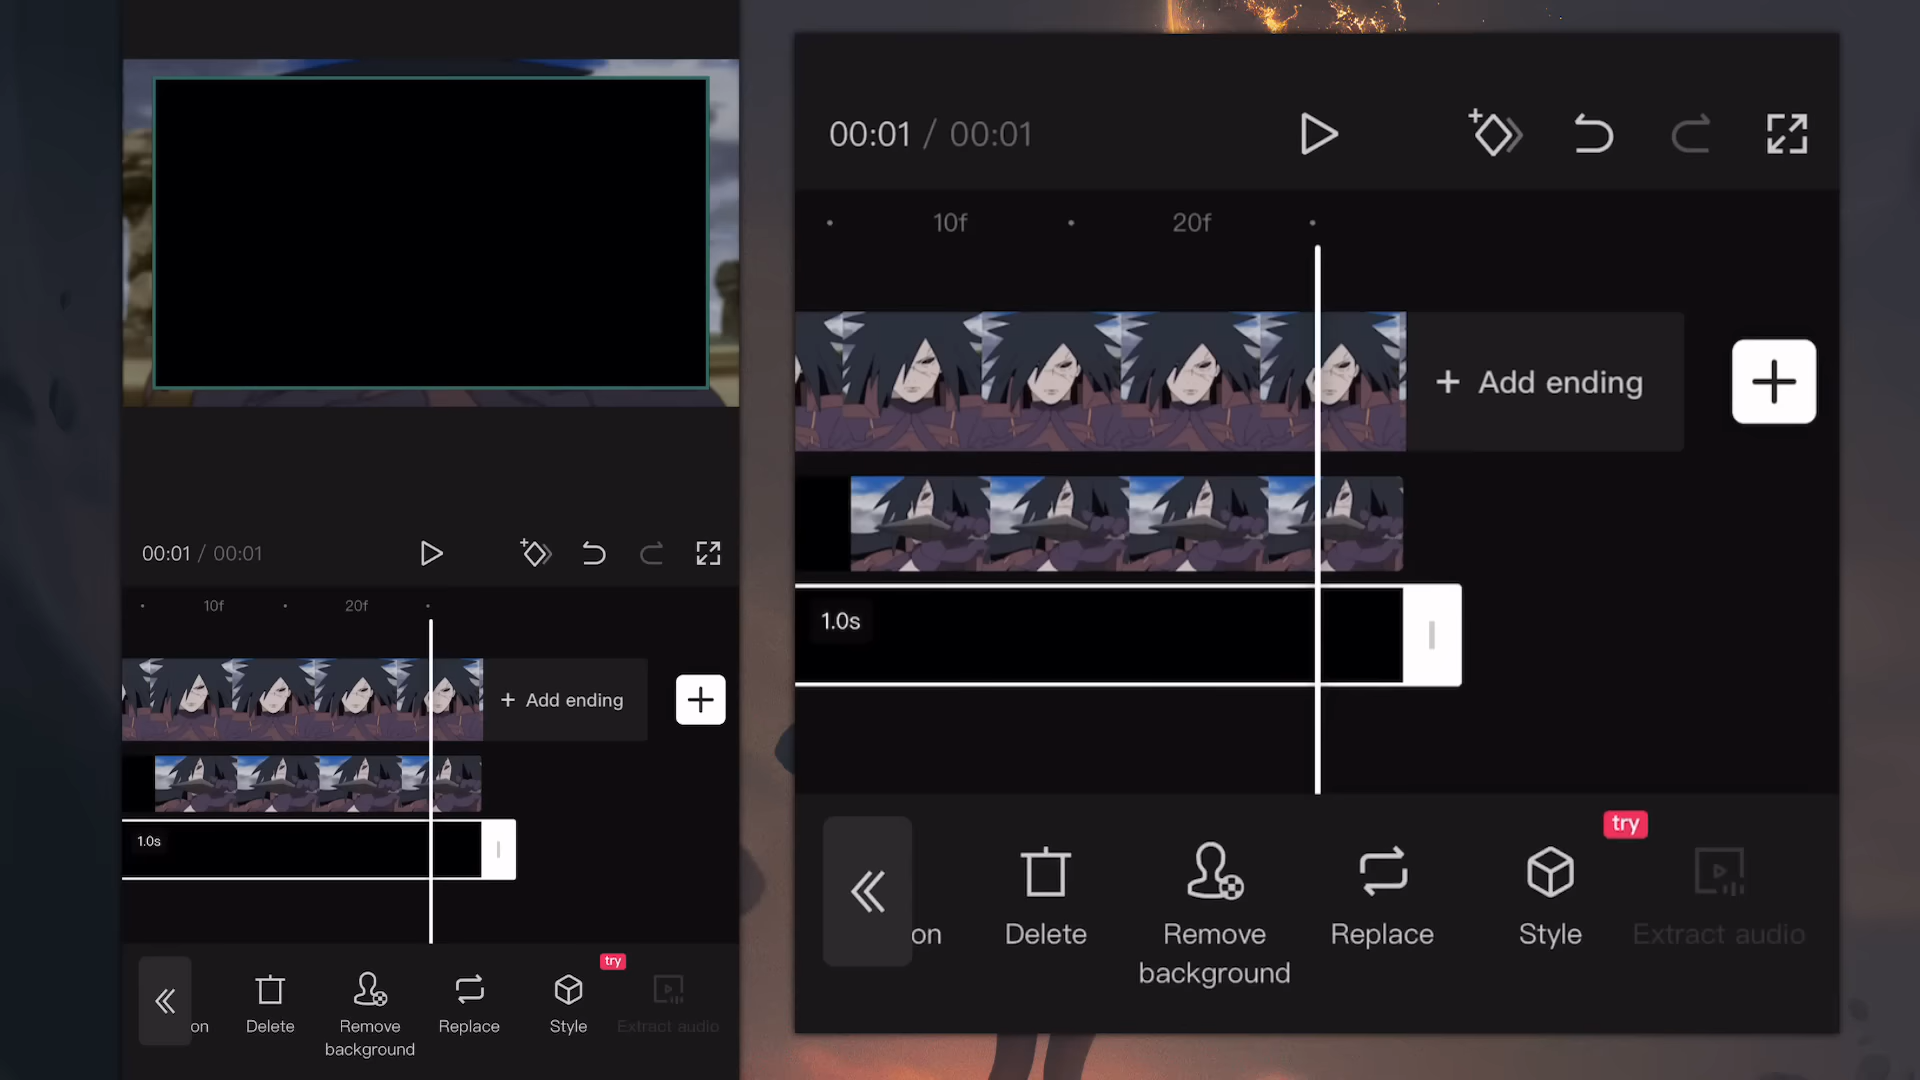 00:01 / 00:01
10f 20f
+ Add ending
1.0s
try
on
Delete
Remove
background
Replace
Style
Extract audio
00:01 / 00:01
10f 20f
+ Add ending
1.0s
try
on
Delete
Remove
background
Replace
Style
Extract audio